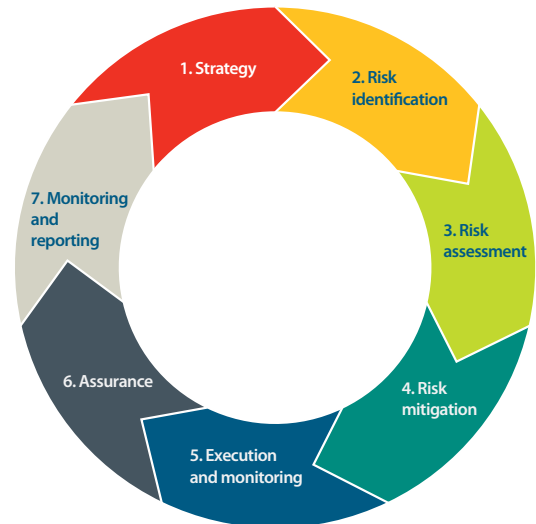 1. Strategy
2. Risk
identification
3. Risk
assessment
4. Risk
mitigation
5. Execution
and monitoring
6. Assurance
7. Monitoring
and
reporting